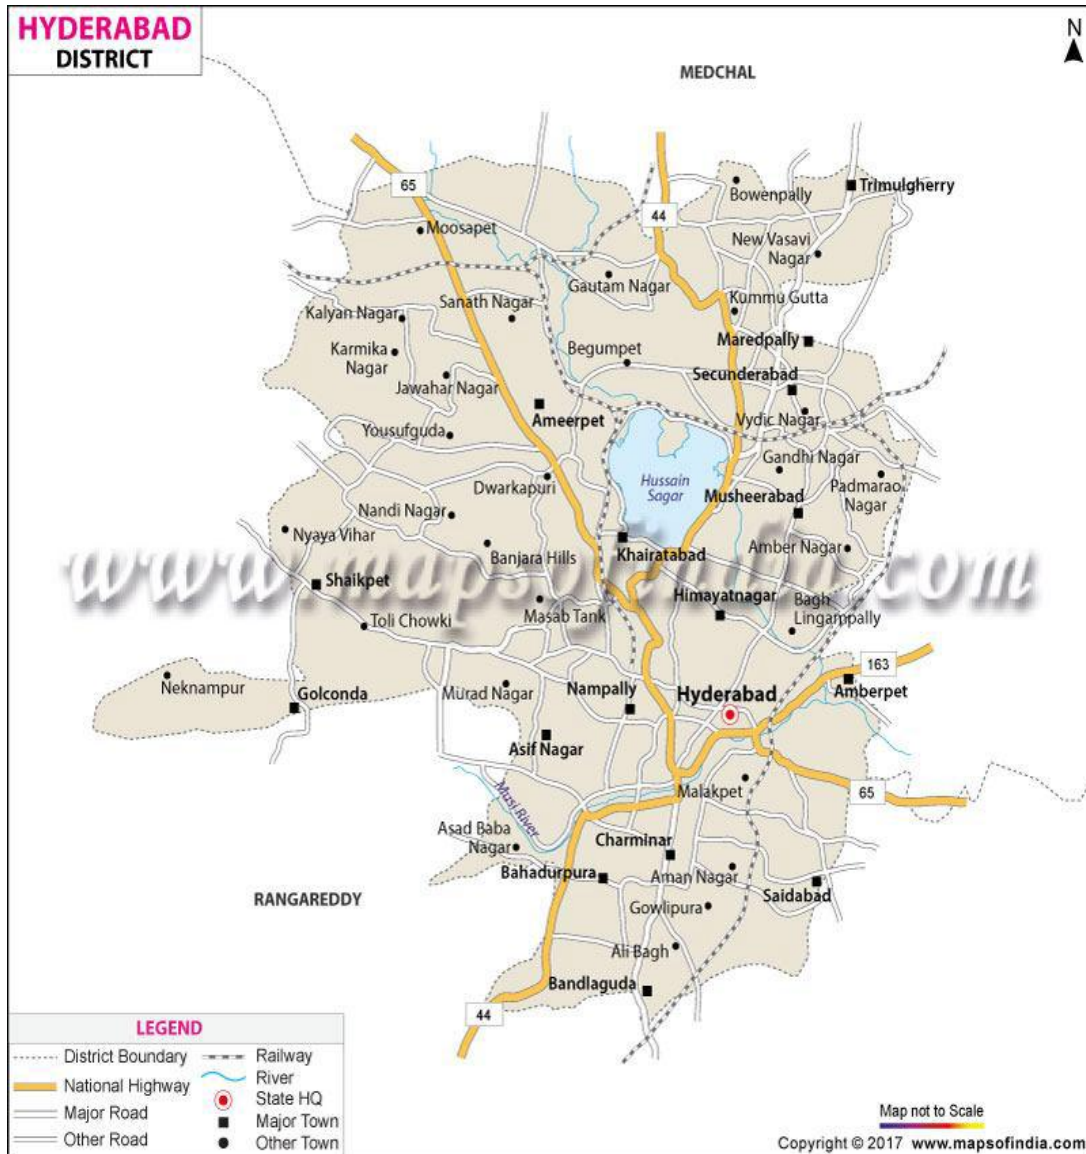 HYDERABAD
DISTRICT
N
MEDCHAL
65
44
Bowenpally
Trimulgherry
Moosapet
New Vasavi
Nagar
Gautam Nagar
Sanath Nagar
Kummu Gutta
Kalyan Nagar
Maredpally
Karmika
Nagar
Begumpet
Secunderabad
Jawahar Nagar
Ameerpet
Vydic Nagar
Yousufguda
Gandhi Nagar
Hussain
Sagar
Dwarkapuri
Musheerabad
Padmarao
Nagar
Nandi Nagar
Nyaya Vihar
Banjara Hills
Khairatabad
Amber Nagar
www.mapsofindia.com
Shaikpet
Himayatnagar
Masab Tank
Bagh
Lingampally
Toli Chowki
163
Neknampur
Golconda
Murad Nagar
Nampally
Hyderabad
Amberpet
Asif Nagar
Malakpet
65
Musi River
Asad Baba
Nagar
Charminar
Bahadurpura
Aman Nagar
Saidabad
RANGAREDDY
Gowlipura
Ali Bagh
Bandlaguda
44
LEGEND
District Boundary
National Highway
Major Road
Other Road
Railway
River
State HQ
Major Town
Other Town
Map not to Scale
Copyright © 2017 www.mapsofindia.com